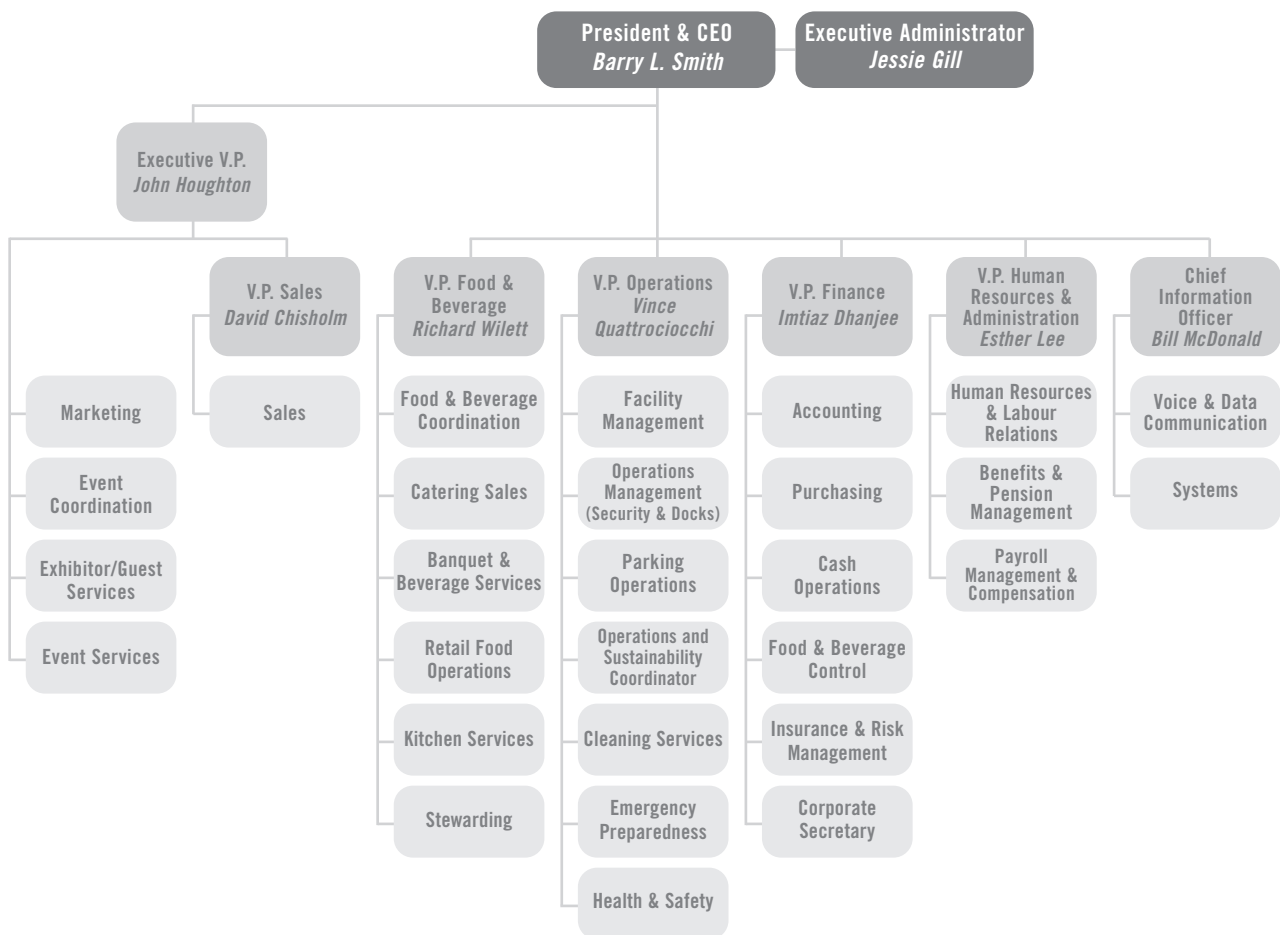 President & CEO
Barry L. Smith
Executive Administrator
Jessie Gill
Executive V.P.
John Houghton
V.P. Sales
David Chisholm
V.P. Food &
Beverage
Richard Wilett
V.P. Operations
Vince
Quattrociocchi
V.P. Finance
Imtiaz Dhanjee
V.P. Human
Resources &
Administration
Esther Lee
Chief
Information
Officer
Bill McDonald
Marketing
Event
Coordination
Exhibitor/Guest
Services
Event Services
Sales
Food & Beverage
Coordination
Catering Sales
Banquet &
Beverage Services
Retail Food
Operations
Kitchen Services
Stewarding
Facility
Management
Operations
Management
(Security & Docks)
Parking
Operations
Operations and
Sustainability
Coordinator
Cleaning Services
Emergency
Preparedness
Health & Safety
Accounting
Purchasing
Cash
Operations
Food & Beverage
Control
Insurance & Risk
Management
Corporate
Secretary
Human Resources
& Labour
Relations
Benefits &
Pension
Management
Payroll
Management &
Compensation
Voice & Data
Communication
Systems